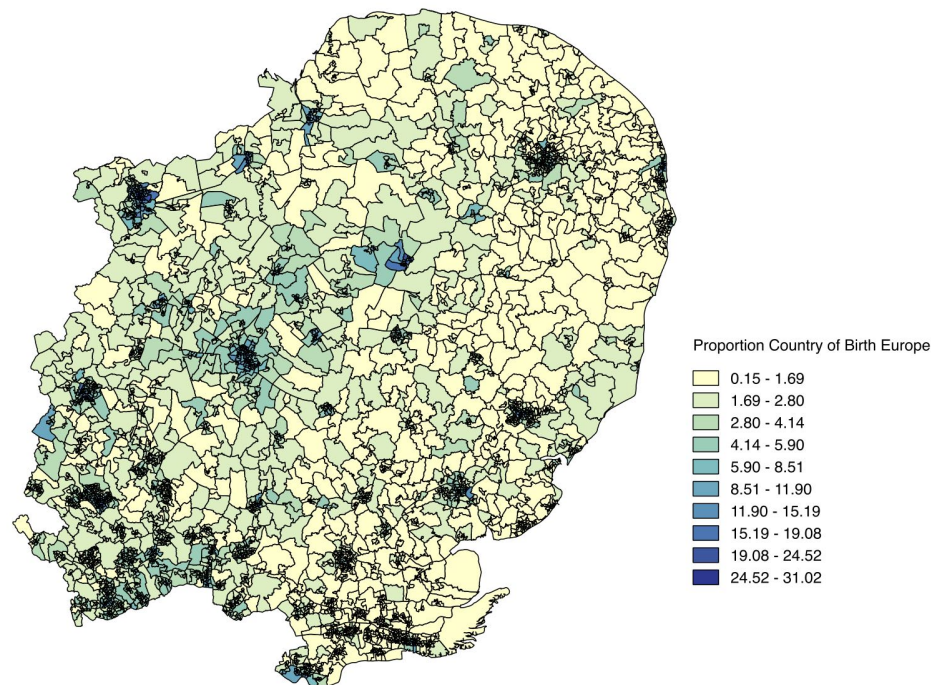 Proportion Country of Birth Europe
0.15 - 1.69
1.69 - 2.80
2.80 - 4.14
4.14 - 5.90
5.90 - 8.51
8.51 - 11.90
11.90 - 15.19
15.19 - 19.08
19.08 - 24.52
24.52 - 31.02